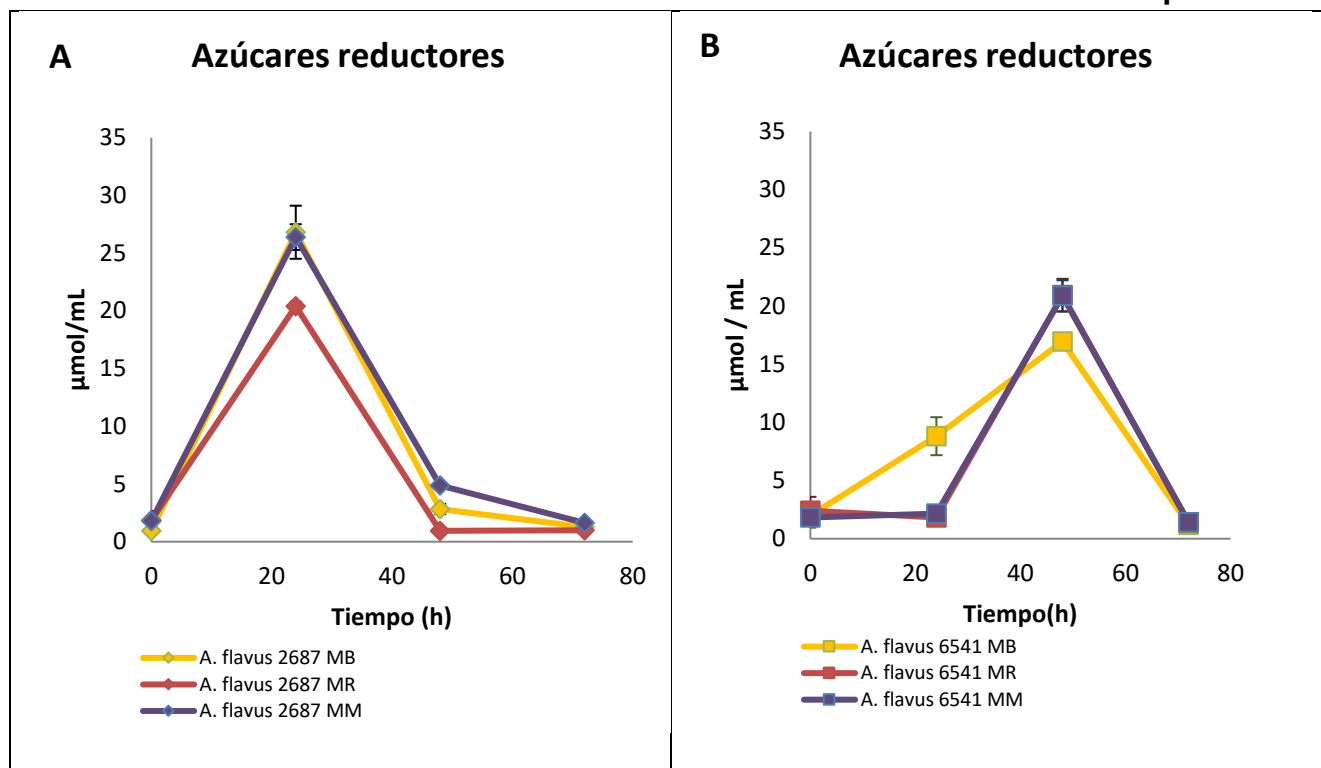 A
Azúcares reductores
35
30
25
20
15
10
5
0
µmol/mL
0 20 40 60 80
Tiempo (h)
A. flavus 2687 MB
A. flavus 2687 MR
A. flavus 2687 MM
B
Azúcares reductores
35
30
25
20
15
10
5
0
µmol / mL
0 20 40 60 80
Tiempo(h)
A. flavus 6541 MB
A. flavus 6541 MR
A. flavus 6541 MM